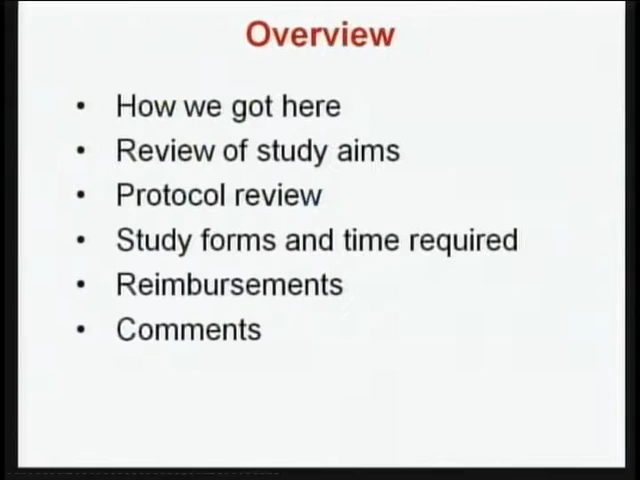 Overview
• How we got here
• Review of study aims
• Protocol review
• Study forms and time required
• Reimbursements
• Comments